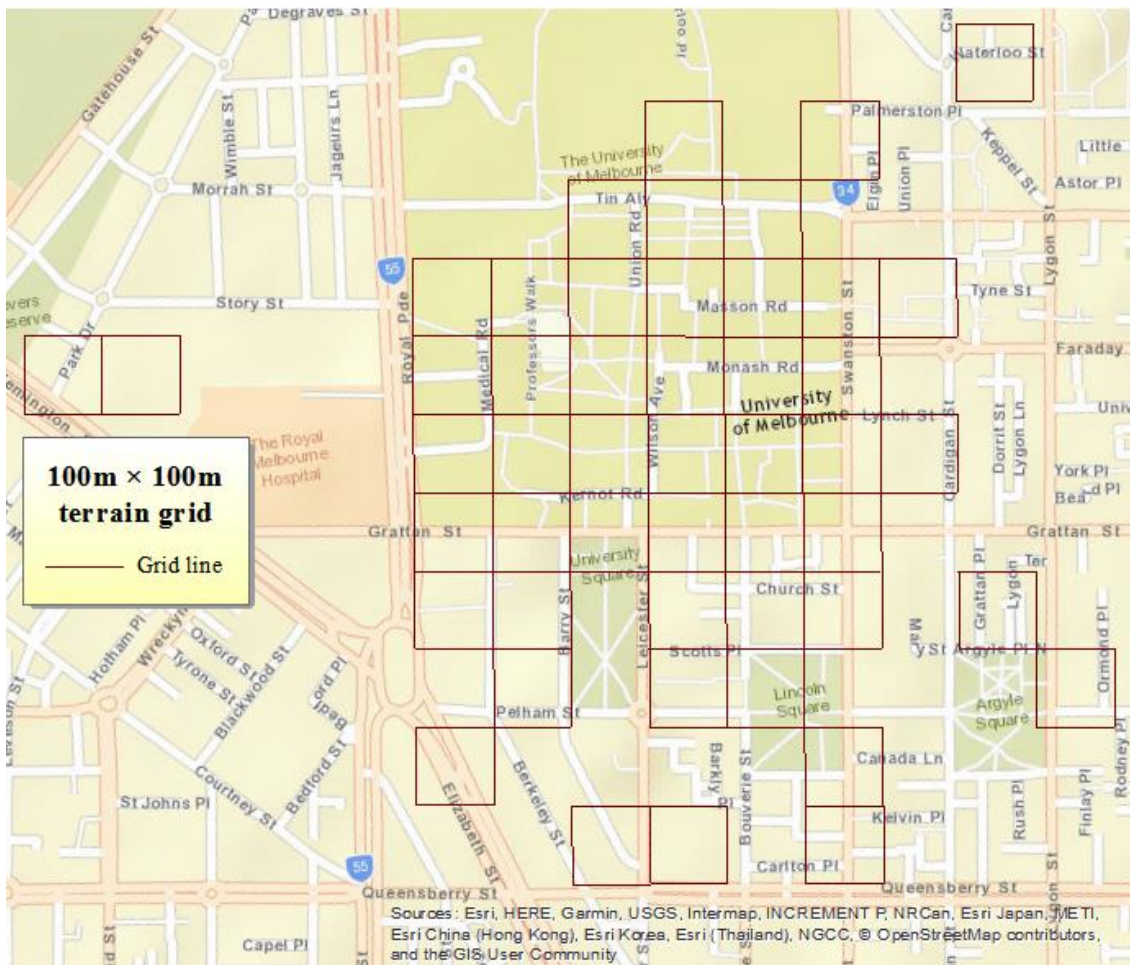 Degraves St
Waterloo St
Gatehouse St
Wimble St
Jageurs Ln
Palmerston Pl
Keppel St
Little
The University
of Melbourne
Elgin Pl
Union Pl
Astor Pl
Morrah St
Tin Aly
34
Union Rd
Lygon St
55
Story St
Royal Pde
Professors Walk
Masson Rd
Tyne St
Park Dr
Medical Rd
Swanston St
Monash Rd
Faraday
University
of Melbourne
Wilson Ave
Lynch St
Cardigan St
Dorrit St
Lygon Ln
The Royal
Melbourne
Hospital
York Pl
100m × 100m
terrain grid
Grid line
Kernot Rd
Grattan St
Grattan St
University
Square
Leicester St
Church St
Grattan Pl
Lygon
Ter
Barry St
Hotham Pl
Oxford St
Tyrone St
Blackwood St
Scotts Pl
Argyle Pl N
Ormond Pl
Pelham St
Lincoln
Square
Argyle
Square
Courtney St
Bedford St
St Johns Pl
Elizabeth St
Berkeley St
Barkly
Pl
Bouverie St
Canada Ln
Kelvin Pl
Rush Pl
Finlay Pl
Rodney Pl
Carlton Pl
55
Queensberry St
Queensberry St
Lygon St
Capel Pl
Sources: Esri, HERE, Garmin, USGS, Intermap, INCREMENT P, NRCan, Esri Japan, METI,
Esri China (Hong Kong), Esri Korea, Esri (Thailand), NGCC, © OpenStreetMap contributors,
and the GIS User Community